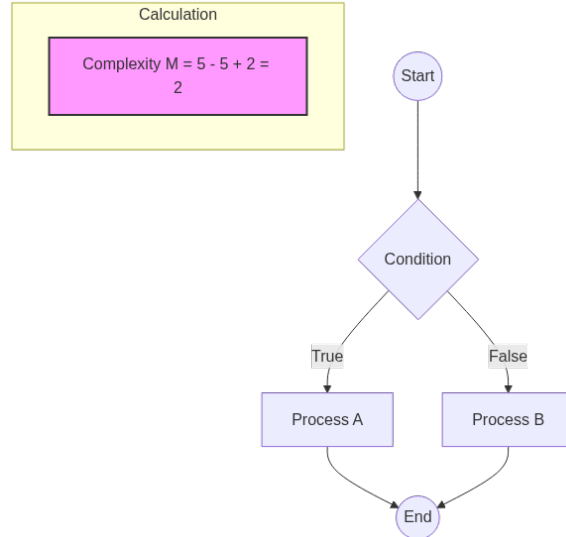 Calculation
Complexity M = 5 - 5 + 2 =
2
Start
Condition
True
False
Process A
Process B
End